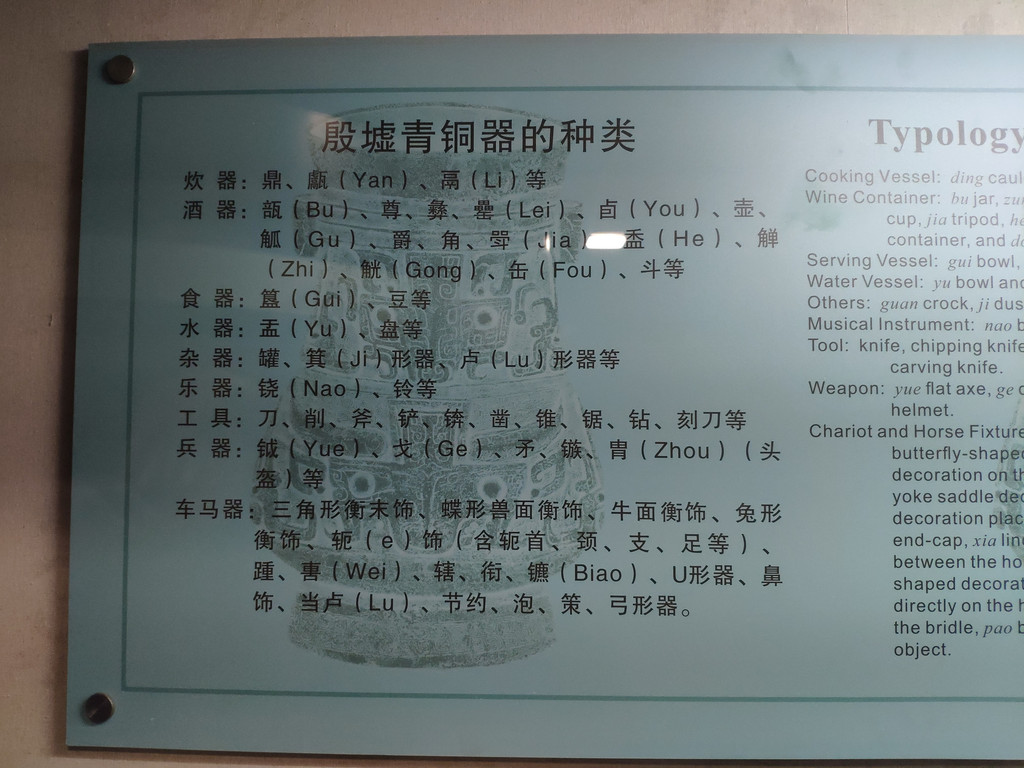 殷墟青铜器的种类
炊 器：鼎、甗（Yan）、鬲（Li）等
酒 器：瓿（Bu）、尊、彝、罍（Lei）、卣（You）、壶、
觚（Gu）、爵、角、斝（Jia）、盉（He）、觯
（Zhi）、觥（Gong）、缶（Fou）、斗等
食 器：簋（Gui）、豆等
水 器：盂（Yu）、盘等
杂 器：罐、箕（Ji）形器、卢（Lu）形器等
乐 器：铙（Nao）、铃等
工 具：刀、削、斧、铲、锛、凿、锥、锯、钻、刻刀等
兵 器：钺（Yue）、戈（Ge）、矛、镞、胄（Zhou）（头
盔）等
车马器：三角形衡末饰、蝶形兽面衡饰、牛面衡饰、兔形
衡饰、轭（e）饰（含轭首、颈、支、足等）、
踵、軎（Wei）、辖、衔、镳（Biao）、U形器、鼻
饰、当卢（Lu）、节约、泡、策、弓形器。
Typology
Cooking Vessel: ding
Wine Container: bu jar,
cup, jia tripod,
container, and
Serving Vessel: gui bowl,
Water Vessel: yu bowl and
Others: guan crock, ji
Musical Instrument: nao
Tool: knife, chipping knife
carving knife.
Weapon: yue flat axe, ge
helmet.
Chariot and Horse Fixture
butterfly-shaped
decoration on
yoke saddle
decoration
end-cap, xia
between the
shaped
directly on the
the bridle, pao
object.